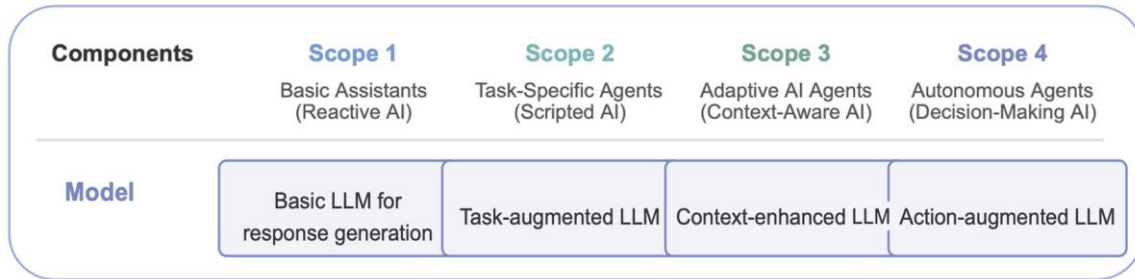 Components Scope 1 Scope 2 Scope 3 Scope 4
Basic Assistants Task-Specific Agents Adaptive AI Agents Autonomous Agents
(Reactive AI) (Scripted AI) (Context-Aware AI) (Decision-Making AI)
Model
Basic LLM for
response generation
Task-augmented LLM
Context-enhanced LLM
Action-augmented LLM